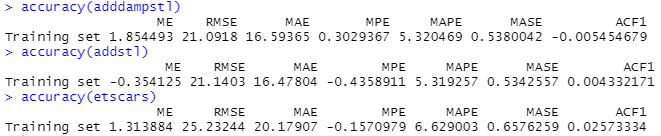 > accuracy(adddampstl)
ME RMSE MAE MPE MAPE MASE ACF1
Training set 1.854493 21.0918 16.59365 0.3029367 5.320469 0.5380042 -0.005454679
> accuracy(addstl)
ME RMSE MAE MPE MAPE MASE ACF1
Training set -0.354125 21.1403 16.47804 -0.4358911 5.319257 0.5342557 0.004332171
> accuracy(etscars)
ME RMSE MAE MPE MAPE MASE ACF1
Training set 1.313884 25.23244 20.17907 -0.1570979 6.629003 0.6576259 0.02573334